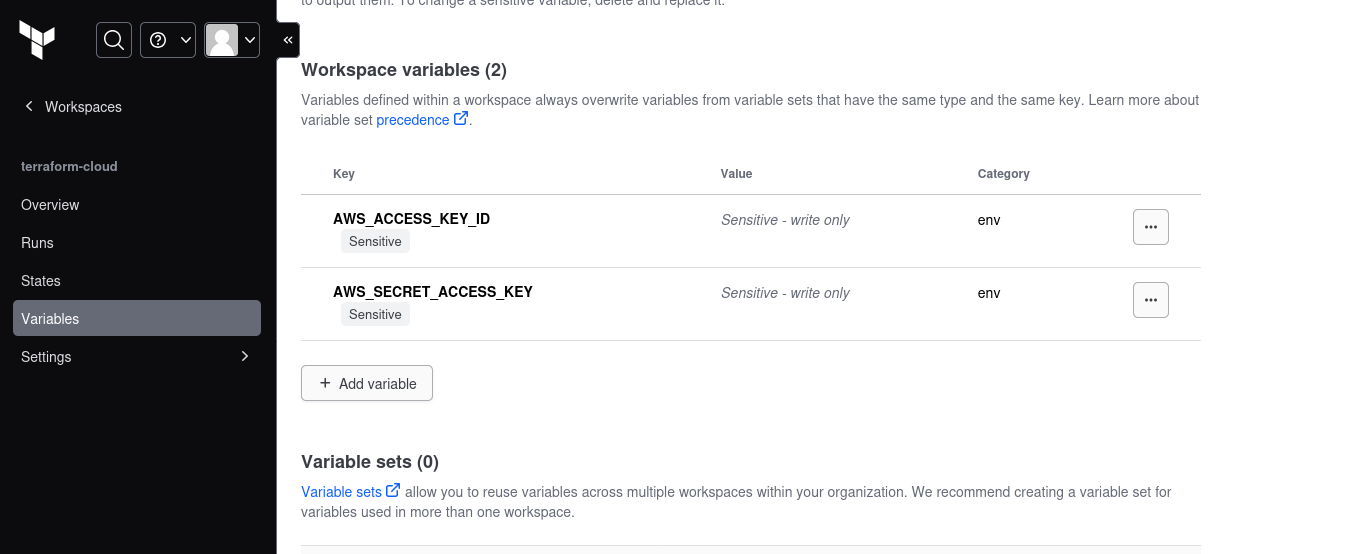 to output them. To change a sensitive variable, delete and replace it.
Workspaces
terraform-cloud
Overview
Runs
States
Variables
Settings
Workspace variables (2)
Variables defined within a workspace always overwrite variables from variable sets that have the same type and the same key. Learn more about
variable set precedence.
Key Value Category
AWS_ACCESS_KEY_ID Sensitive - write only env
Sensitive
AWS_SECRET_ACCESS_KEY Sensitive - write only env
Sensitive
+ Add variable
Variable sets (0)
Variable sets allow you to reuse variables across multiple workspaces within your organization. We recommend creating a variable set for
variables used in more than one workspace.